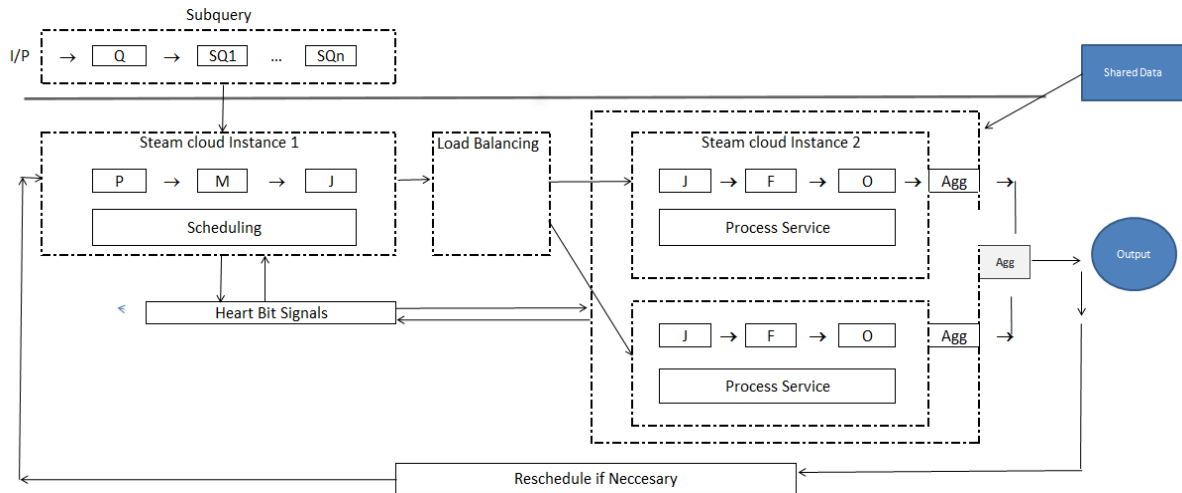 Subquery
I/P → Q → SQ1 ... SQn
Shared Data
Steam cloud Instance 1
P → M → J
Scheduling
Load Balancing
Steam cloud Instance 2
J → F → O → Agg →
Process Service
Agg
Output
Heart Bit Signals
J → F → O Agg →
Process Service
Reschedule if Neccesary